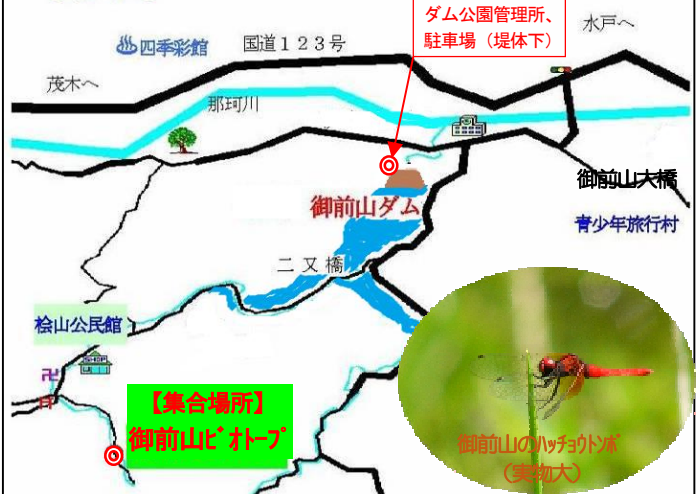 ダム公園管理所、
駐車場（堤体下）
水戸へ
四季彩館
国道１２３号
茂木へ
那珂川
御前山大橋
御前山ダム
青少年旅行村
二又橋
桧山公民館
SHOP
卍
【集合場所】
御前山ﾋﾞｵﾄｰﾌﾟ
御前山のﾊｯﾁｮｳﾄﾝﾎﾞ
（実物大）